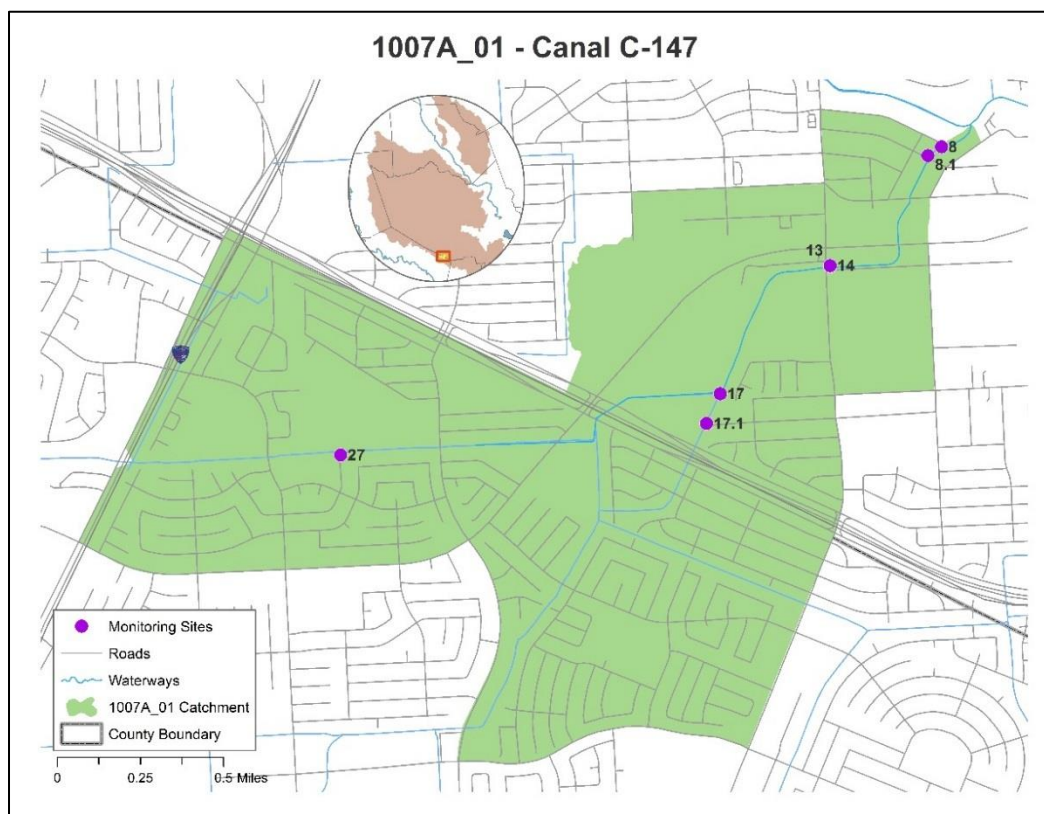 1007A_01 - Canal C-147
8
8.1
13
14
17
17.1
27
Monitoring Sites
Roads
Waterways
1007A_01 Catchment
County Boundary
0 0.25 0.5 Miles